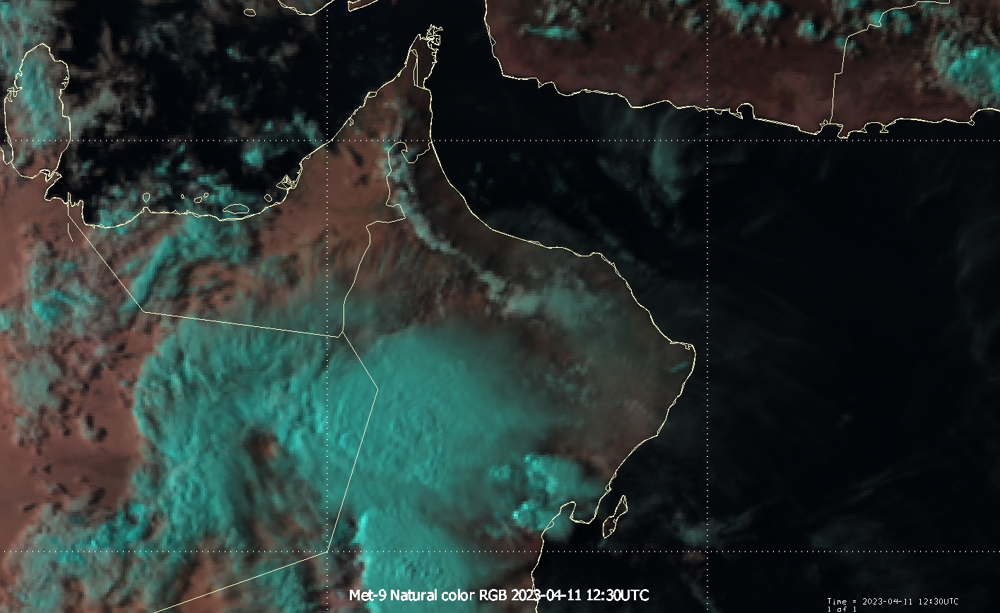 Met-9 Natural color RGB 2023-04-11 12:30UTC
Time = 2023-04-11 12:30UTC
1 of 1